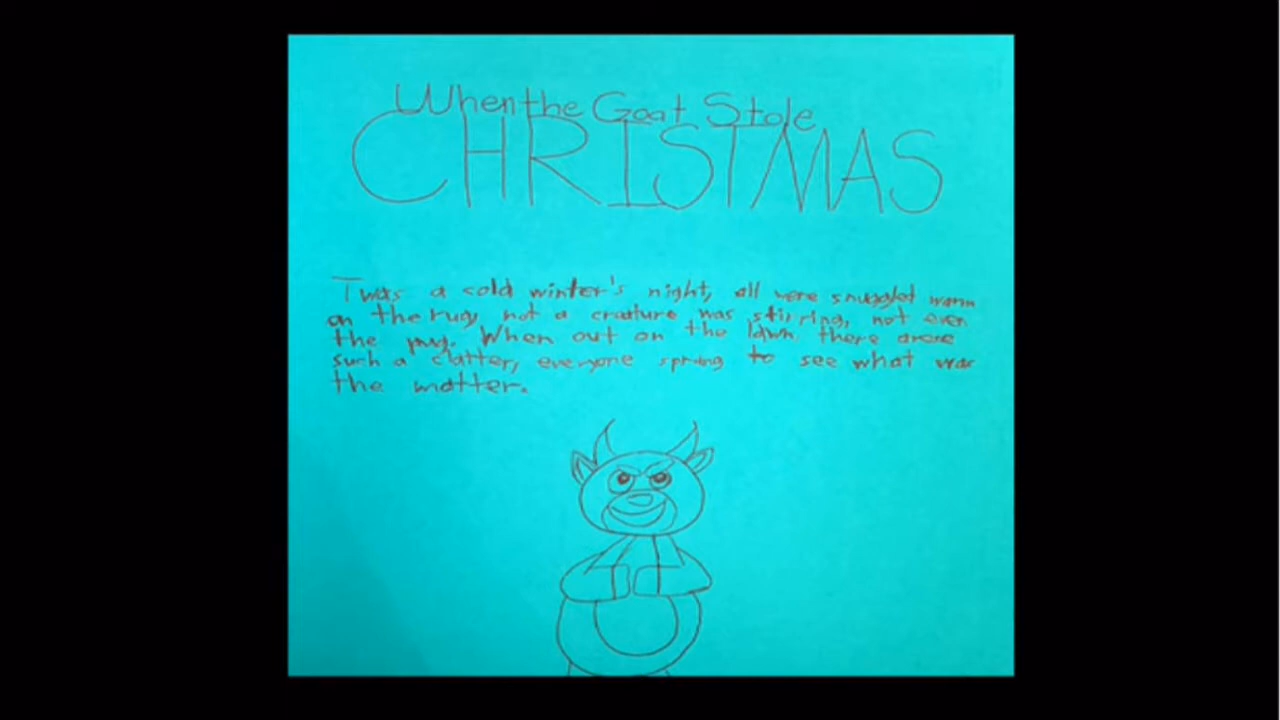 When the Goat Stole
CHRISTMAS
Twas a cold winter's night, all were snuggled warm
on the rug, not a creature was stirring, not even
the pug. When out on the lawn there arose
such a clatter, everyone spring to see what was
the matter.